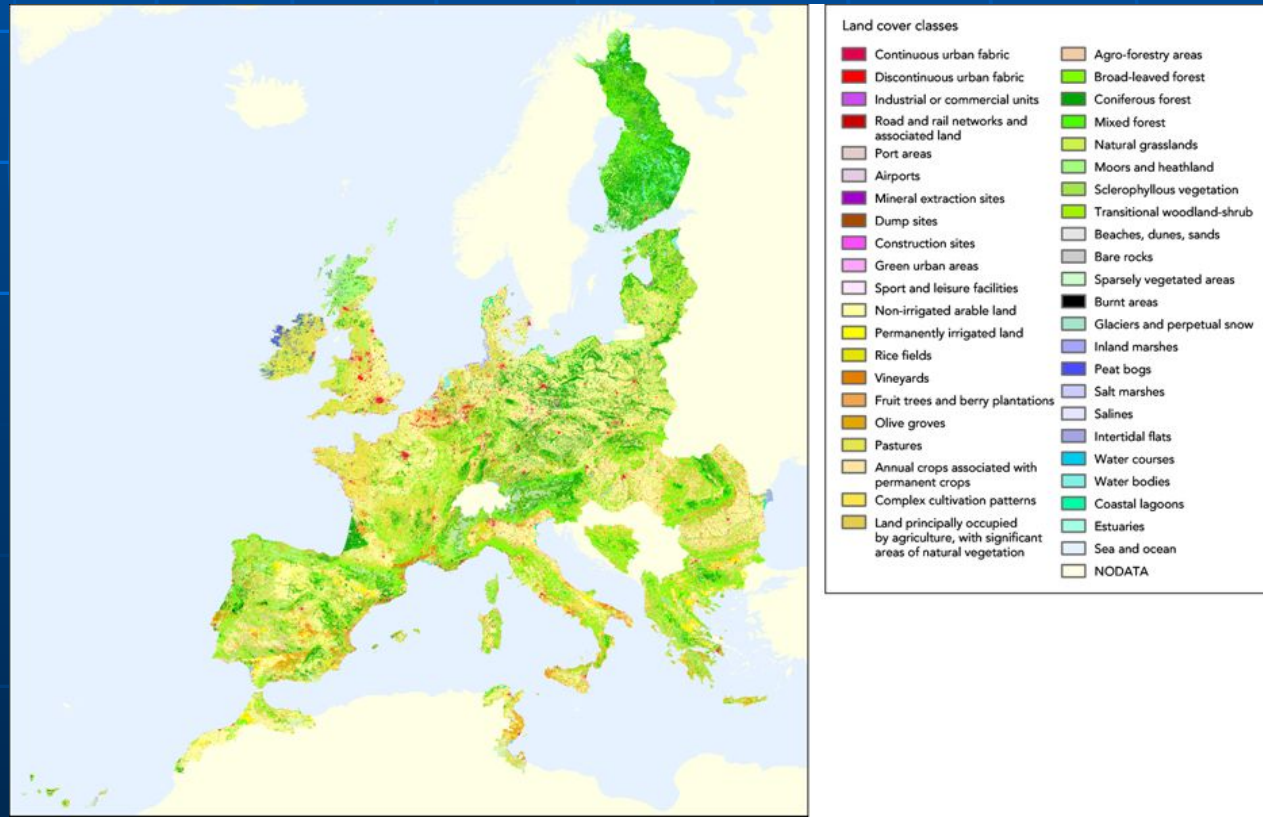 Land cover classes
Continuous urban fabric
Discontinuous urban fabric
Industrial or commercial units
Road and rail networks and
associated land
Port areas
Airports
Mineral extraction sites
Dump sites
Construction sites
Green urban areas
Sport and leisure facilities
Non-irrigated arable land
Permanently irrigated land
Rice fields
Vineyards
Fruit trees and berry plantations
Olive groves
Pastures
Annual crops associated with
permanent crops
Complex cultivation patterns
Land principally occupied
by agriculture, with significant
areas of natural vegetation
Agro-forestry areas
Broad-leaved forest
Coniferous forest
Mixed forest
Natural grasslands
Moors and heathland
Sclerophyllous vegetation
Transitional woodland-shrub
Beaches, dunes, sands
Bare rocks
Sparsely vegetated areas
Burnt areas
Glaciers and perpetual snow
Inland marshes
Peat bogs
Salt marshes
Salines
Intertidal flats
Water courses
Water bodies
Coastal lagoons
Estuaries
Sea and ocean
NODATA